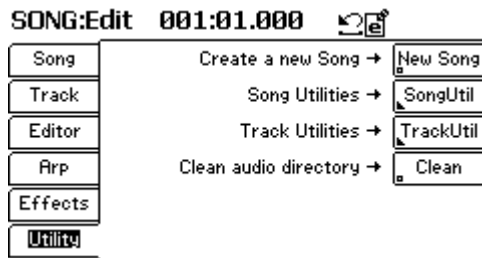 SONG:Edit 001:01.000 e
Song Create a new Song → New Song
Track Song Utilities → SongUtil
Editor Track Utilities → TrackUtil
Arp Clean audio directory → Clean
Effects
Utility